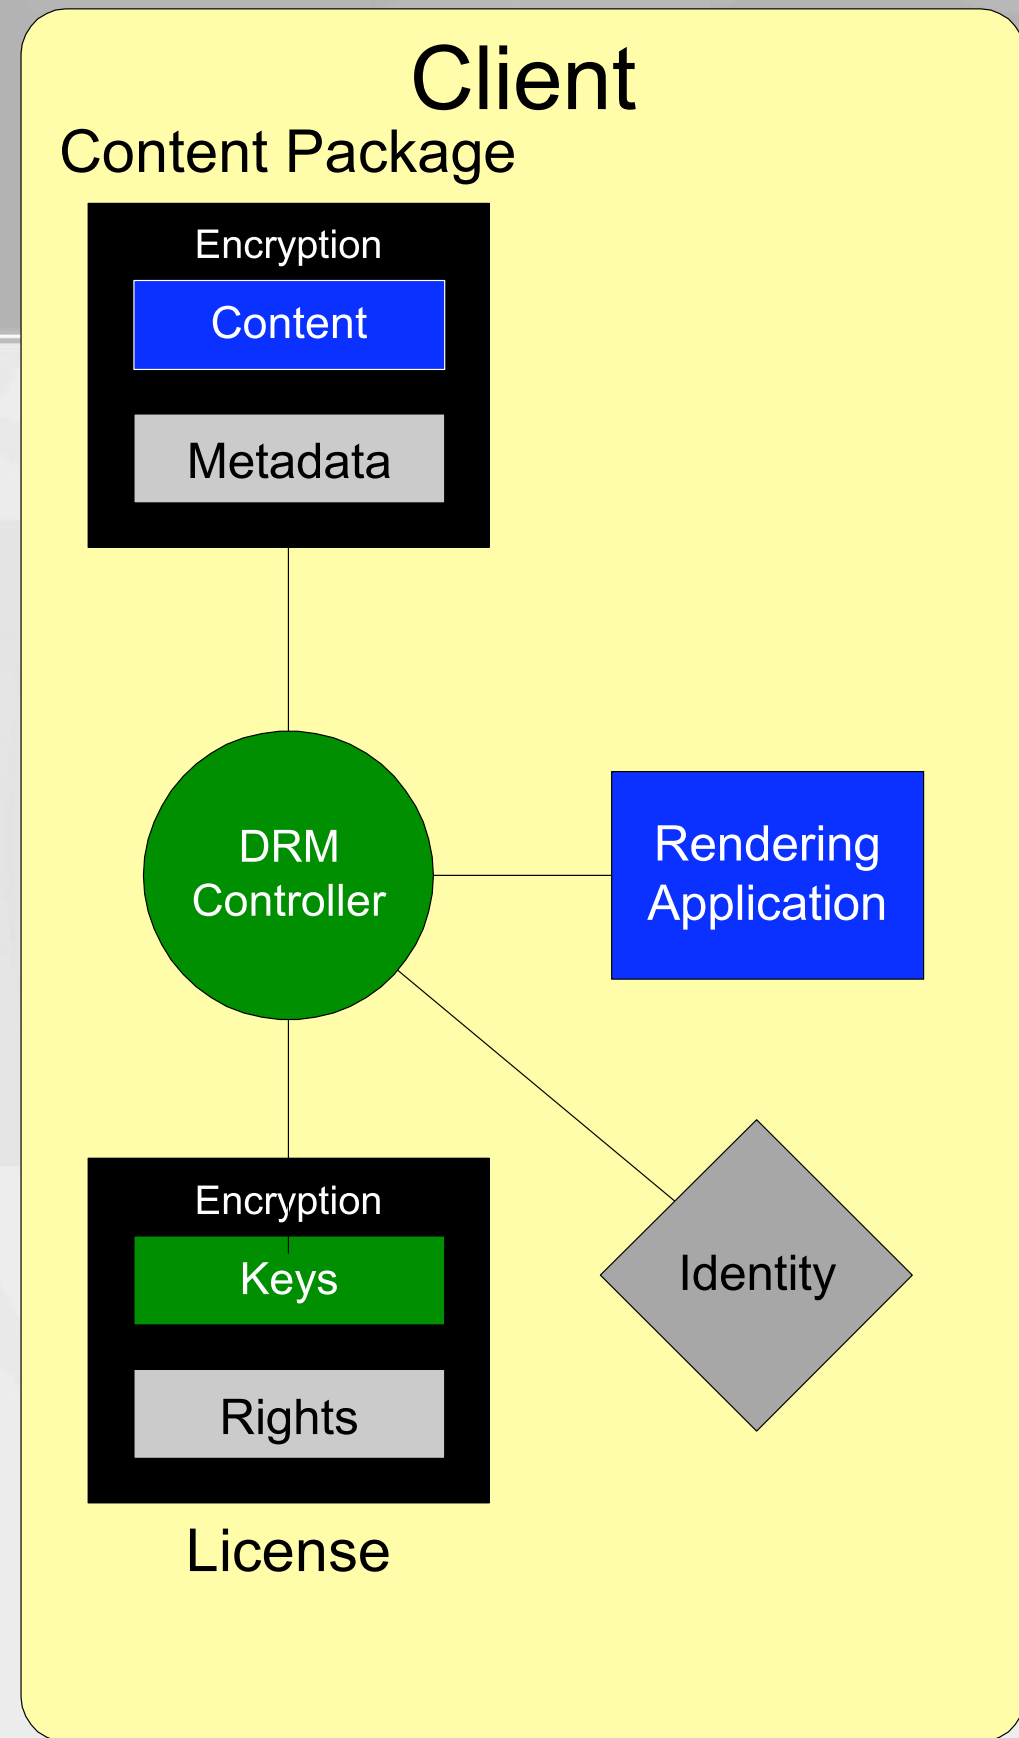 Client
Content Package
Encryption
Content
Metadata
DRM
Controller
Rendering
Application
Encryption
Keys
Rights
Identity
License